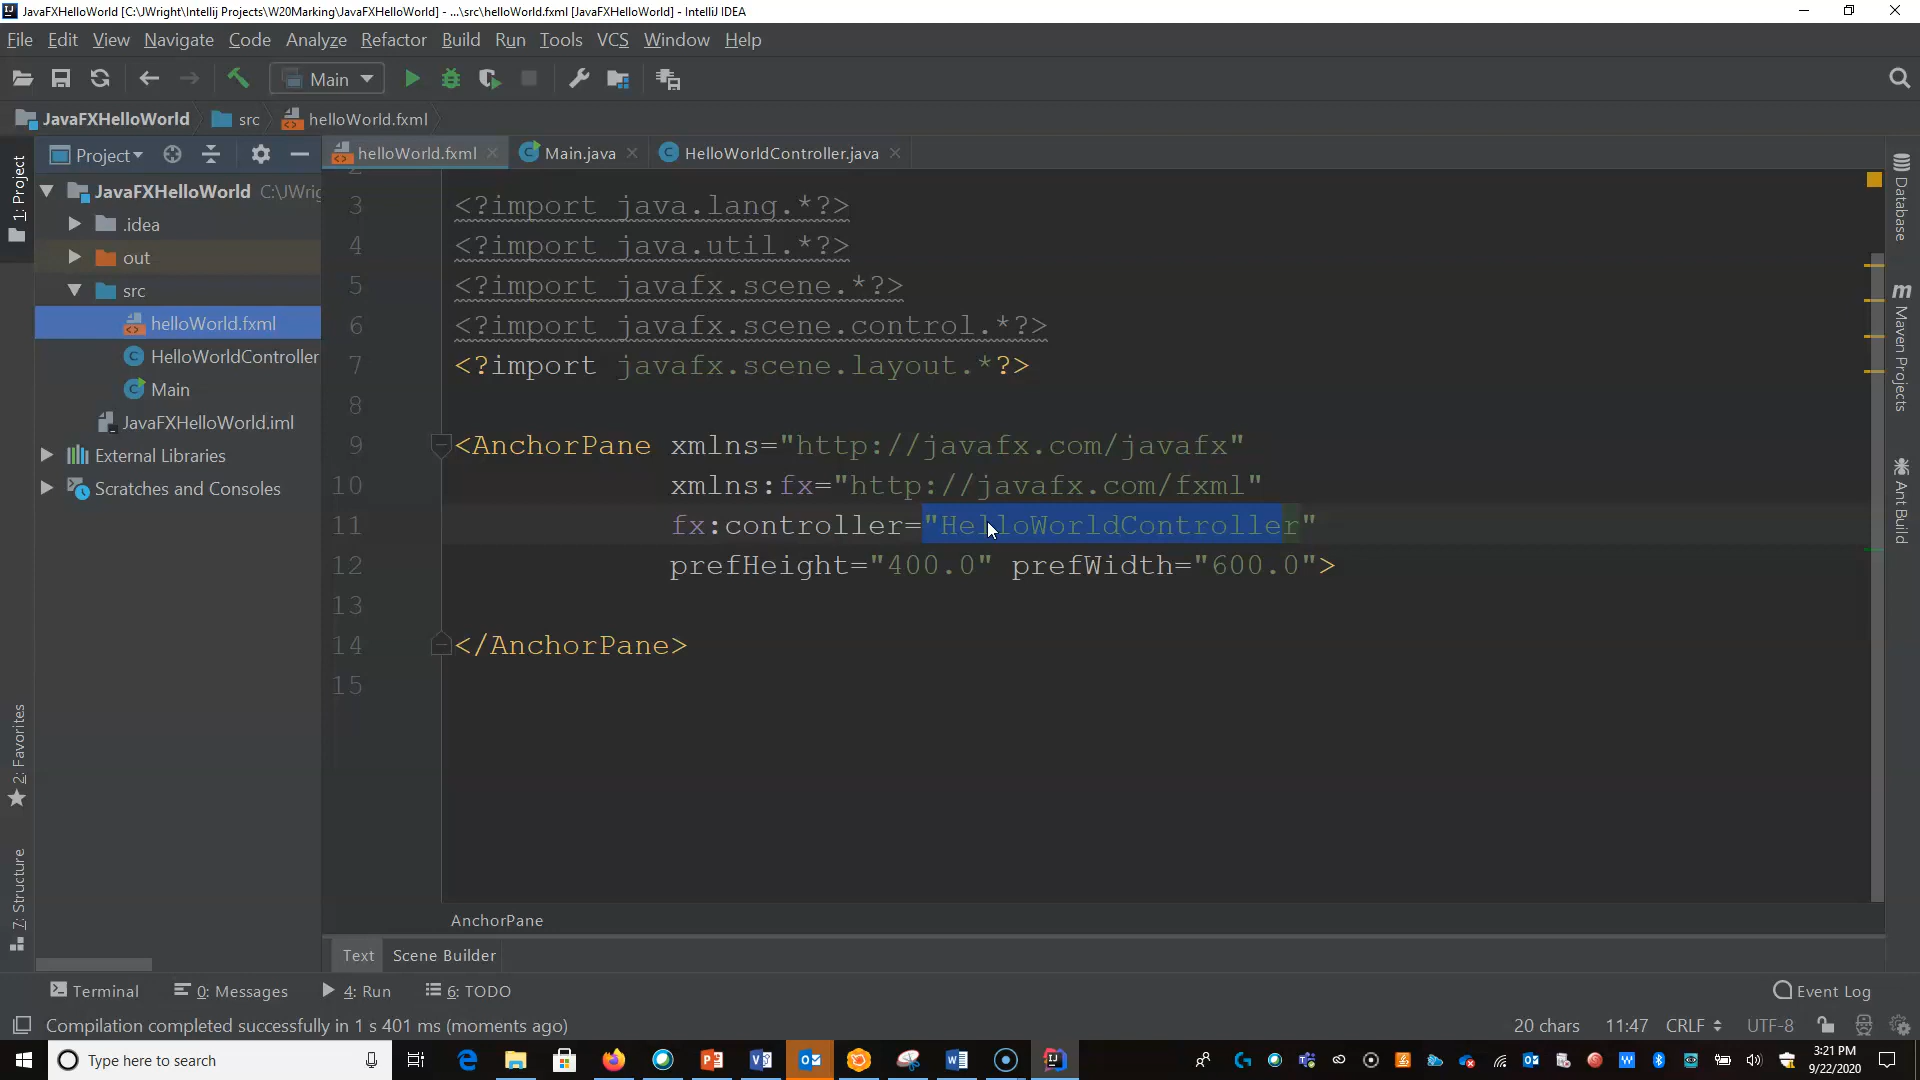 JavaFXHelloWorld [C:\JWright\Intellij Projects\W20Marking\JavaFXHelloWorld] - ...\src\helloWorld.fxml [JavaFXHelloWorld] - IntelliJ IDEA
File Edit View Navigate Code Analyze Refactor Build Run Tools VCS Window Help
Main
JavaFXHelloWorld src helloWorld.fxml
Project
helloWorld.fxml Main.java HelloWorldController.java
1: Project
2: Favorites
7: Structure
JavaFXHelloWorld C:\JWrig
.idea
out
src
helloWorld.fxml
HelloWorldController
Main
JavaFXHelloWorld.iml
External Libraries
Scratches and Consoles
3 <?import java.lang.*?>
4 <?import java.util.*?>
5 <?import javafx.scene.*?>
6 <?import javafx.scene.control.*?>
7 <?import javafx.scene.layout.*?>
8
9 <AnchorPane xmlns="http://javafx.com/javafx"
10 xmlns:fx="http://javafx.com/fxml"
11 fx:controller="HelloWorldController"
12 prefHeight="400.0" prefWidth="600.0">
13
14 </AnchorPane>
15
Database
Maven Projects
Ant Build
AnchorPane
Text Scene Builder
Terminal 0: Messages 4: Run 6: TODO Event Log
Compilation completed successfully in 1 s 401 ms (moments ago) 20 chars 11:47 CRLF UTF-8
Type here to search
3:21 PM
9/22/2020